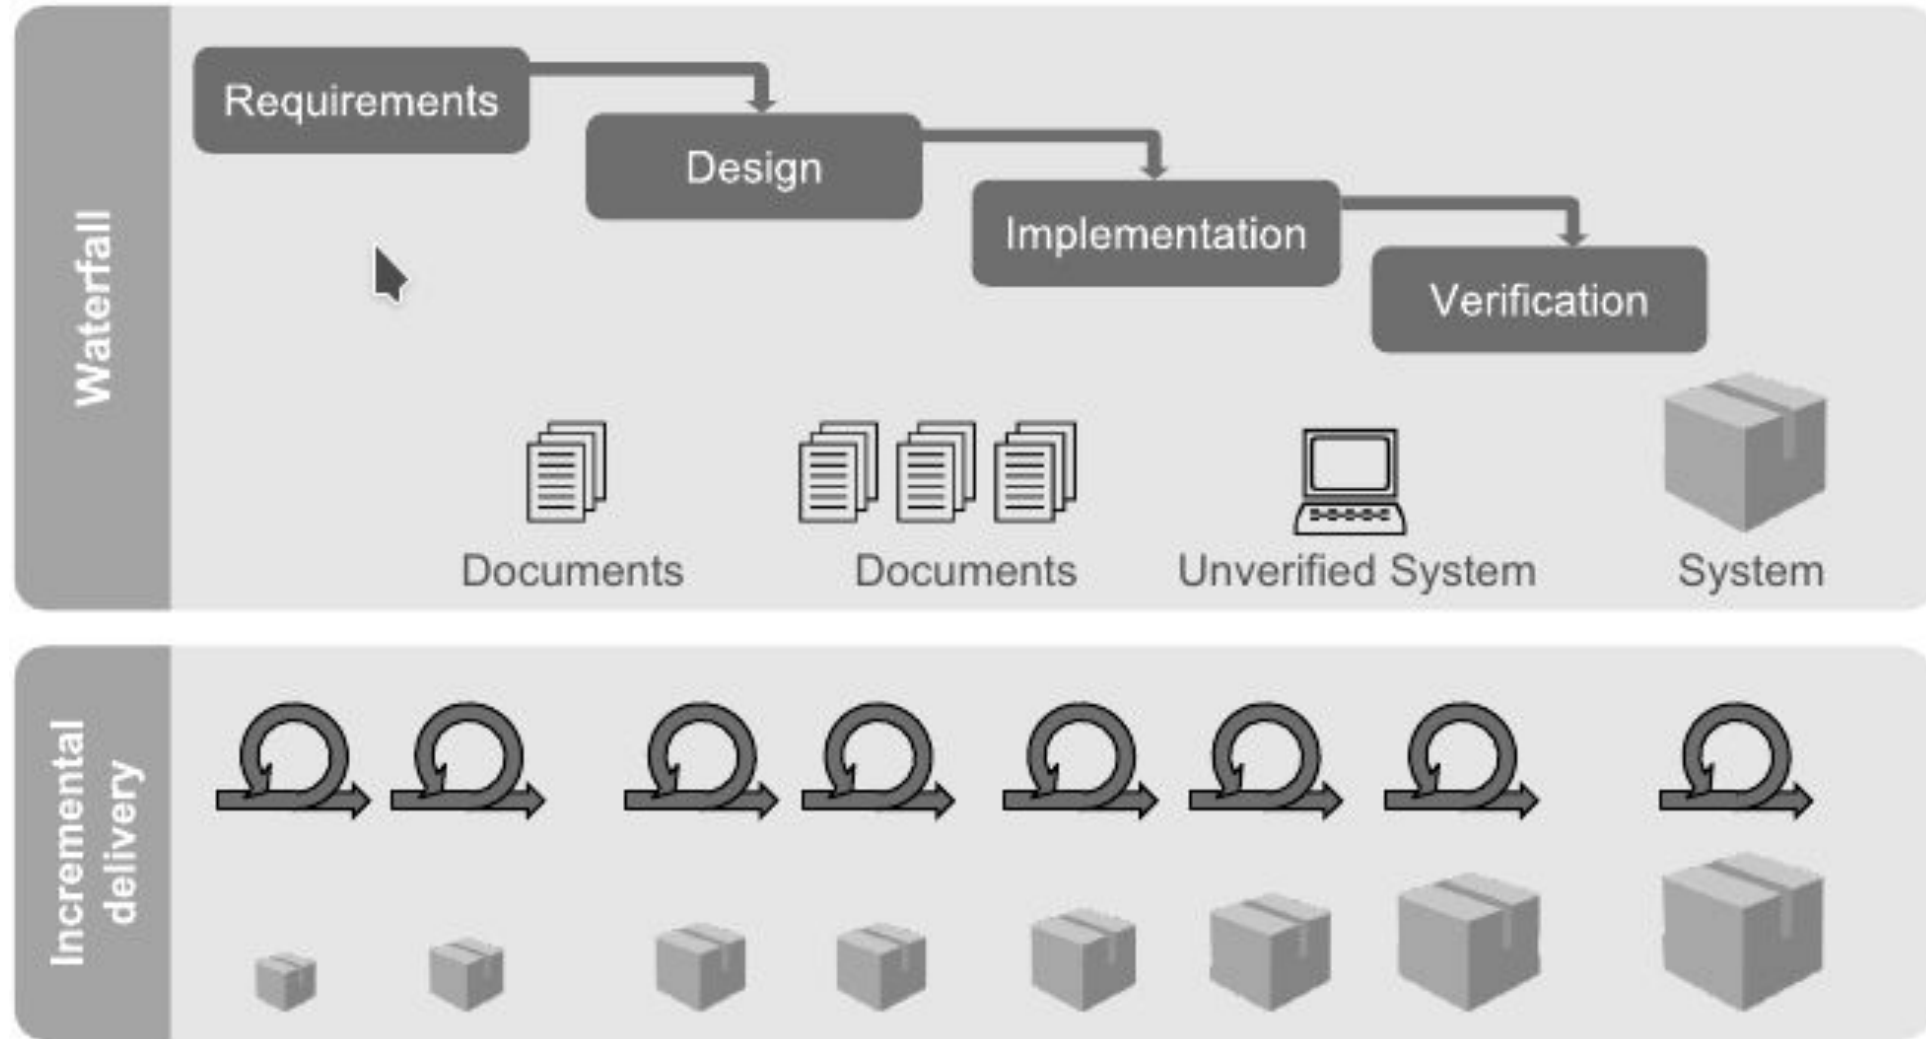 Waterfall
Requirements
Design
Implementation
Verification
Documents
Documents
Unverified System
System
Incremental
delivery